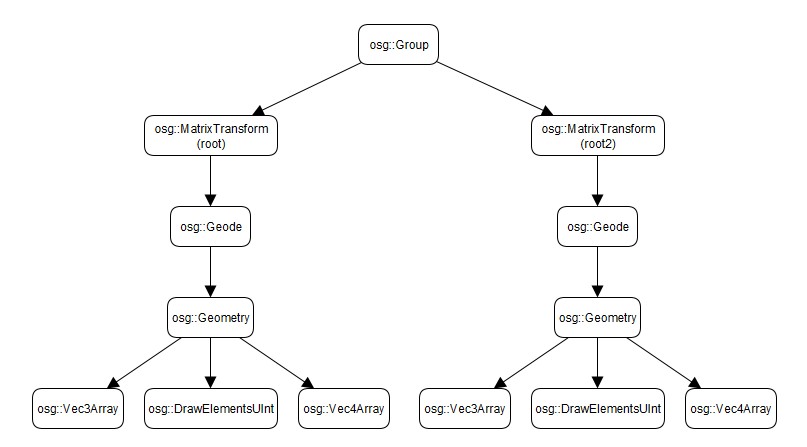 osg::Group
osg::MatrixTransform
(root)
osg::MatrixTransform
(root2)
osg::Geode
osg::Geode
osg::Geometry
osg::Geometry
osg::Vec3Array
osg::DrawElementsUInt
osg::Vec4Array
osg::Vec3Array
osg::DrawElementsUInt
osg::Vec4Array